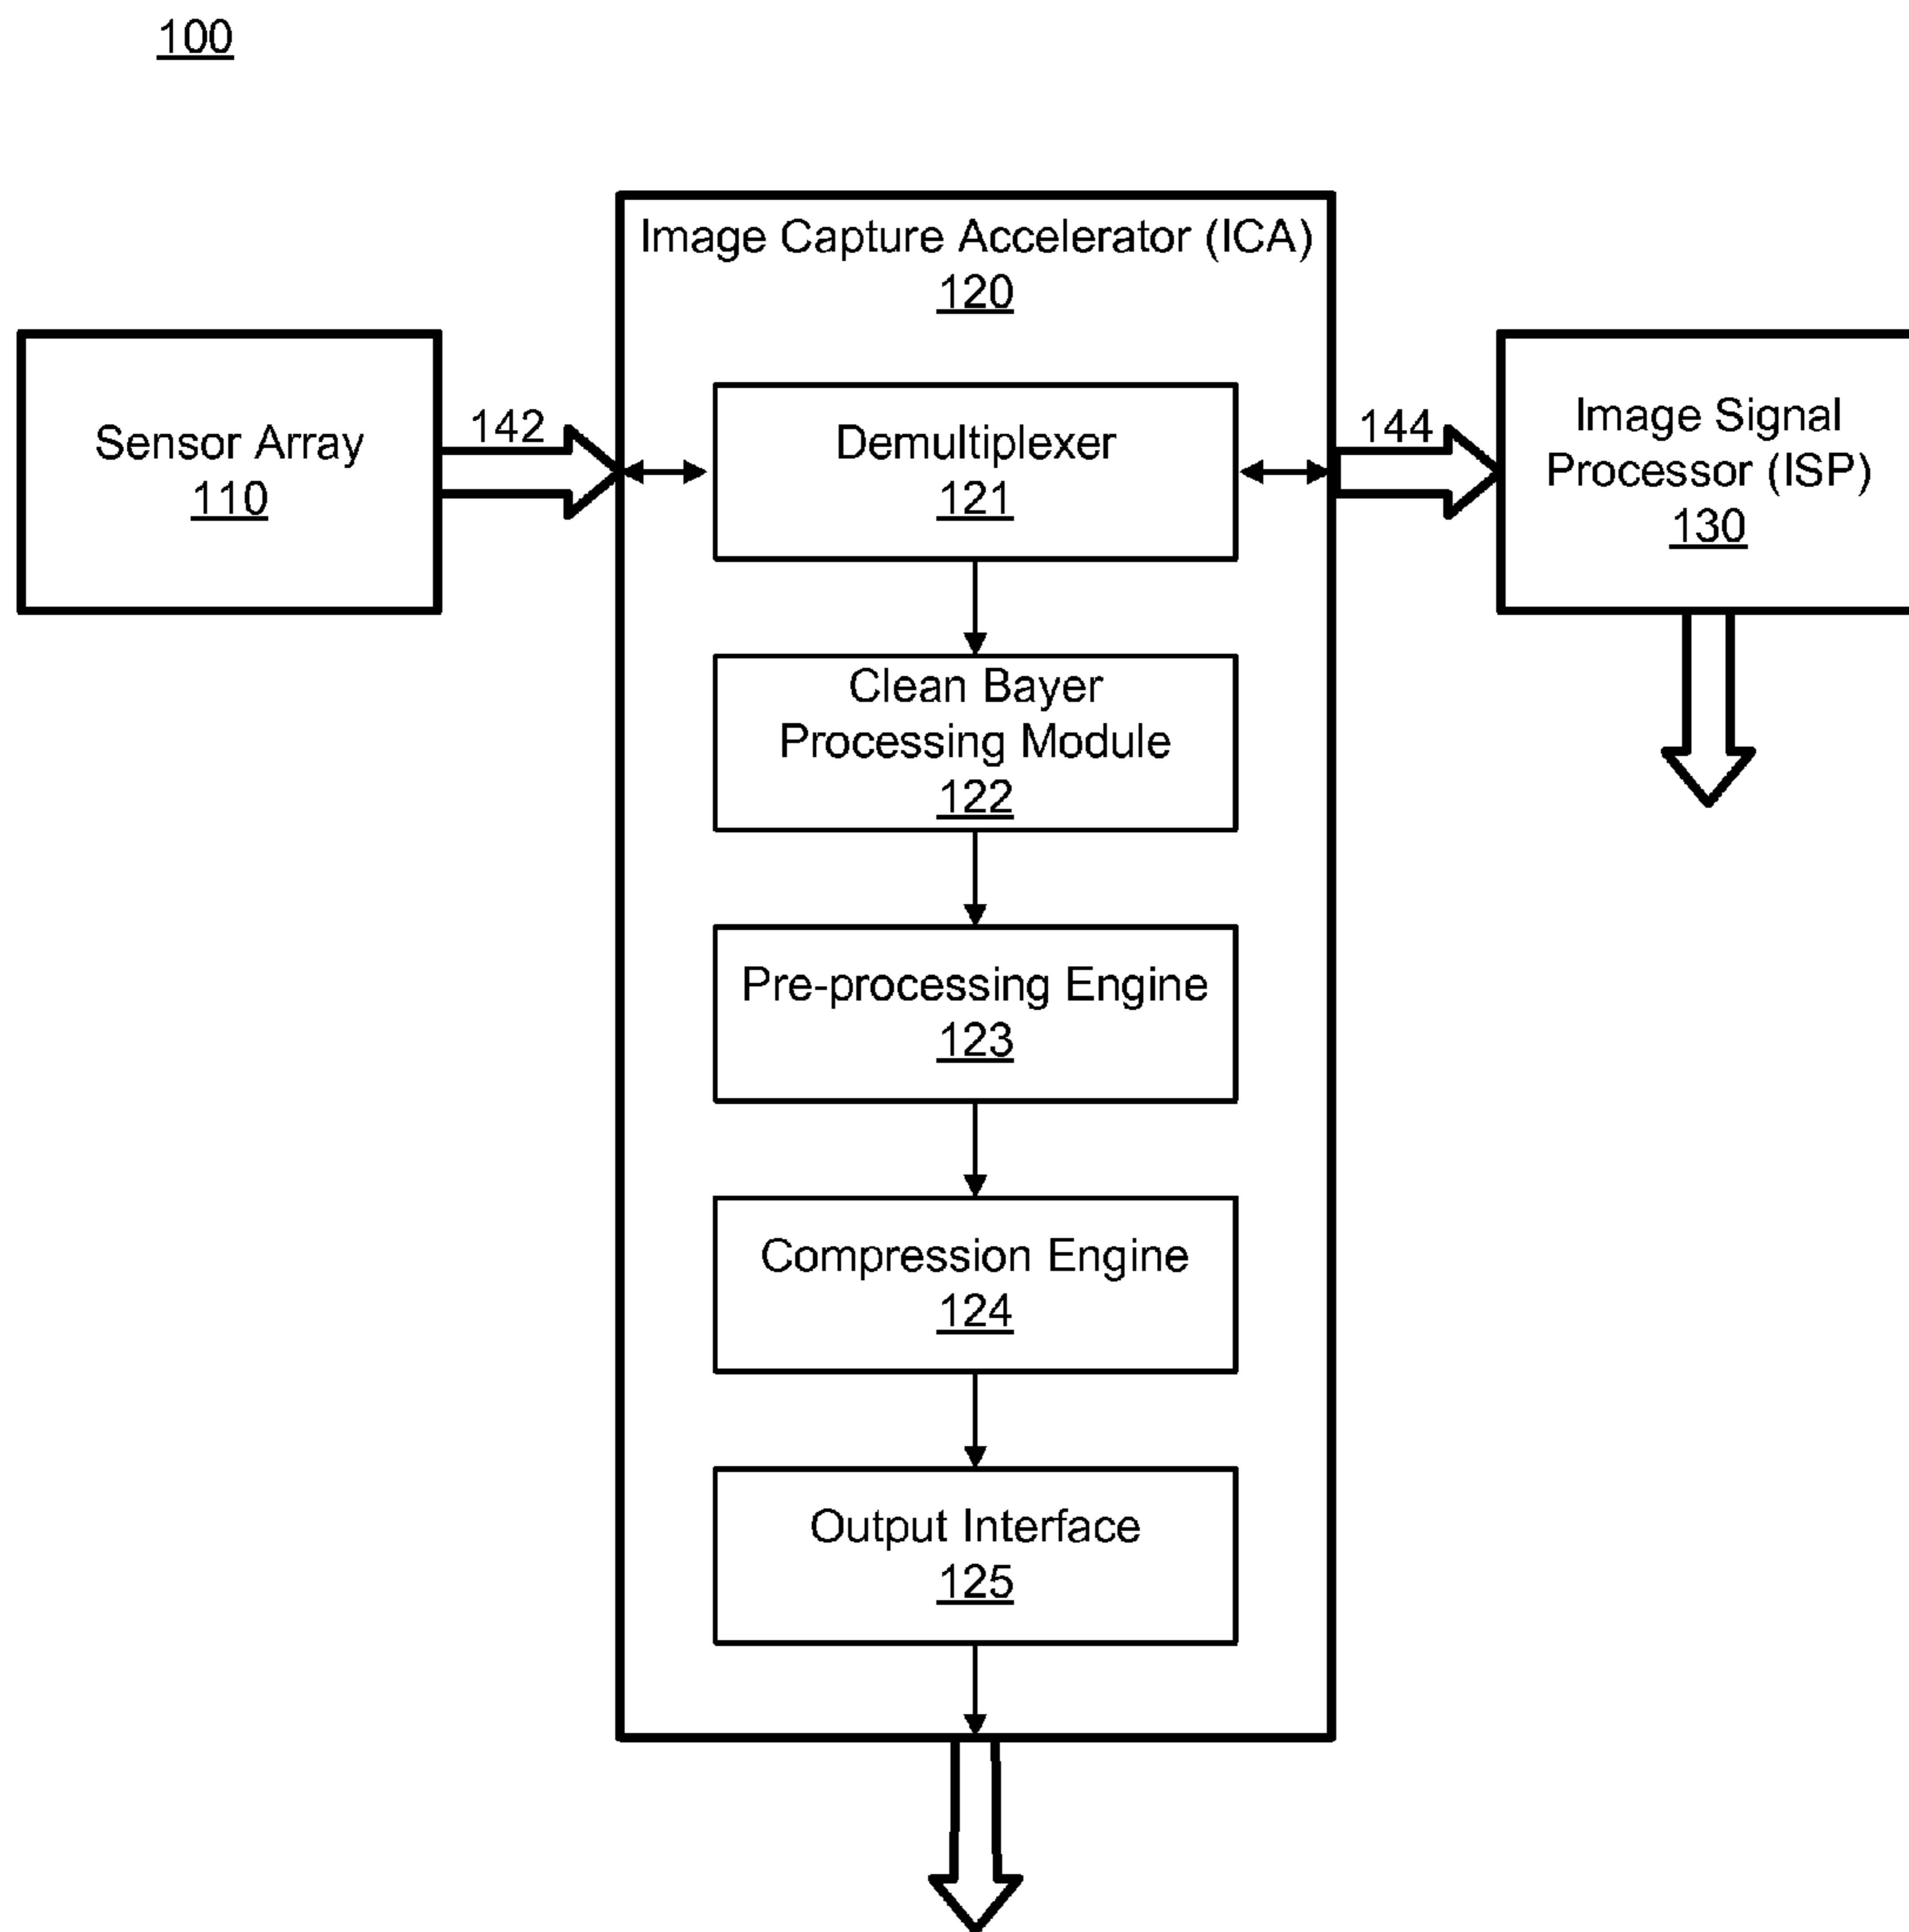 100
Image Capture Accelerator (ICA)
120
Sensor Array
110
142
Demultiplexer
121
144
Image Signal
Processor (ISP)
130
Clean Bayer
Processing Module
122
Pre-processing Engine
123
Compression Engine
124
Output Interface
125